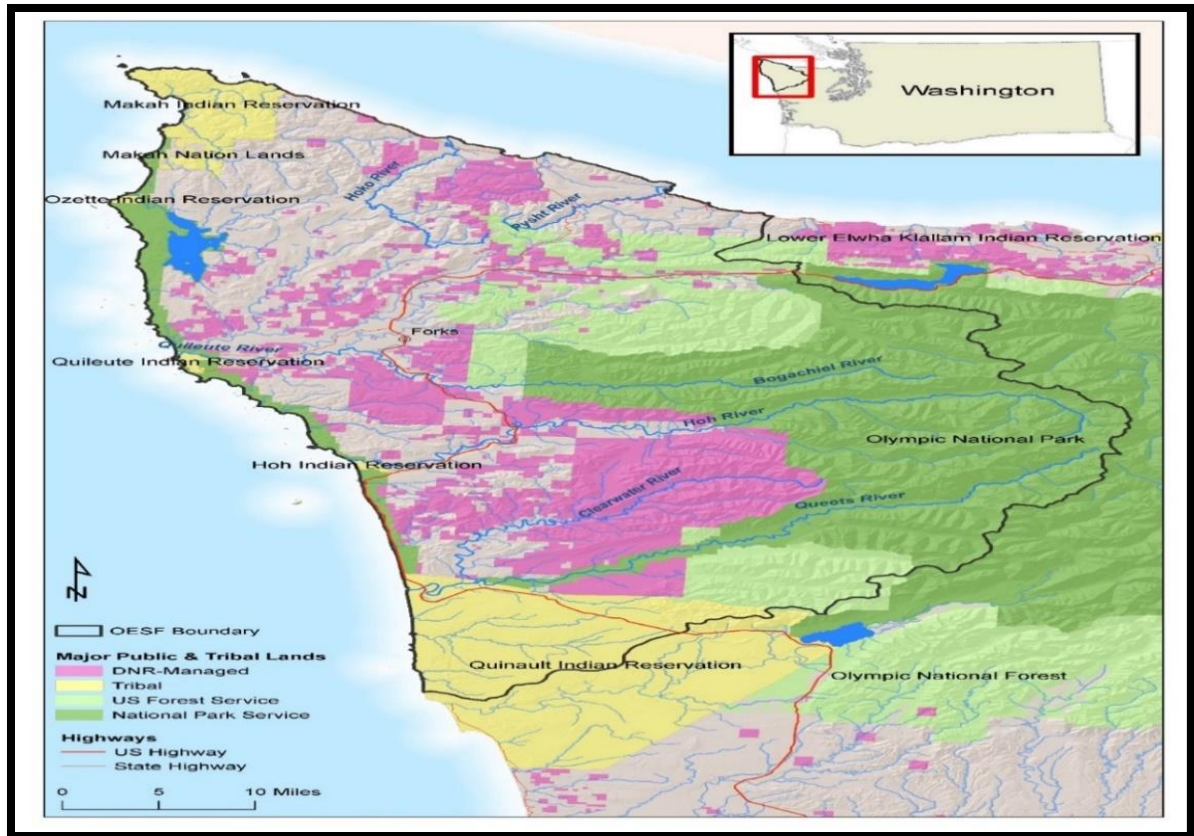 Washington
Makah Indian Reservation
Makah Nation Lands
Ozette Indian Reservation
Hoko River
Pysht River
Lower Elwha Klallam Indian Reservation
Forks
Quileute River
Quileute Indian Reservation
Bogachiel River
Hoh River
Olympic National Park
Hoh Indian Reservation
Clearwater River
Queets River
N
OESF Boundary
Major Public & Tribal Lands
DNR-Managed
Tribal
US Forest Service
National Park Service
Highways
US Highway
State Highway
0 5 10 Miles
Quinault Indian Reservation
Olympic National Forest